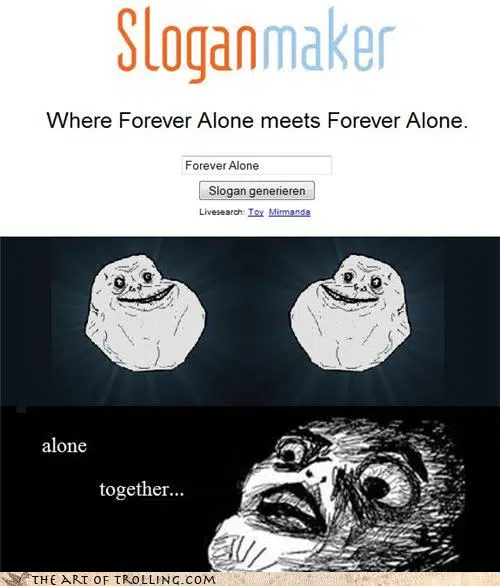 Sloganmaker
Where Forever Alone meets Forever Alone.
Forever Alone
Slogan generieren
Livesearch: Toy Mirmanda
alone
together...
THE ART OF TROLLING.COM